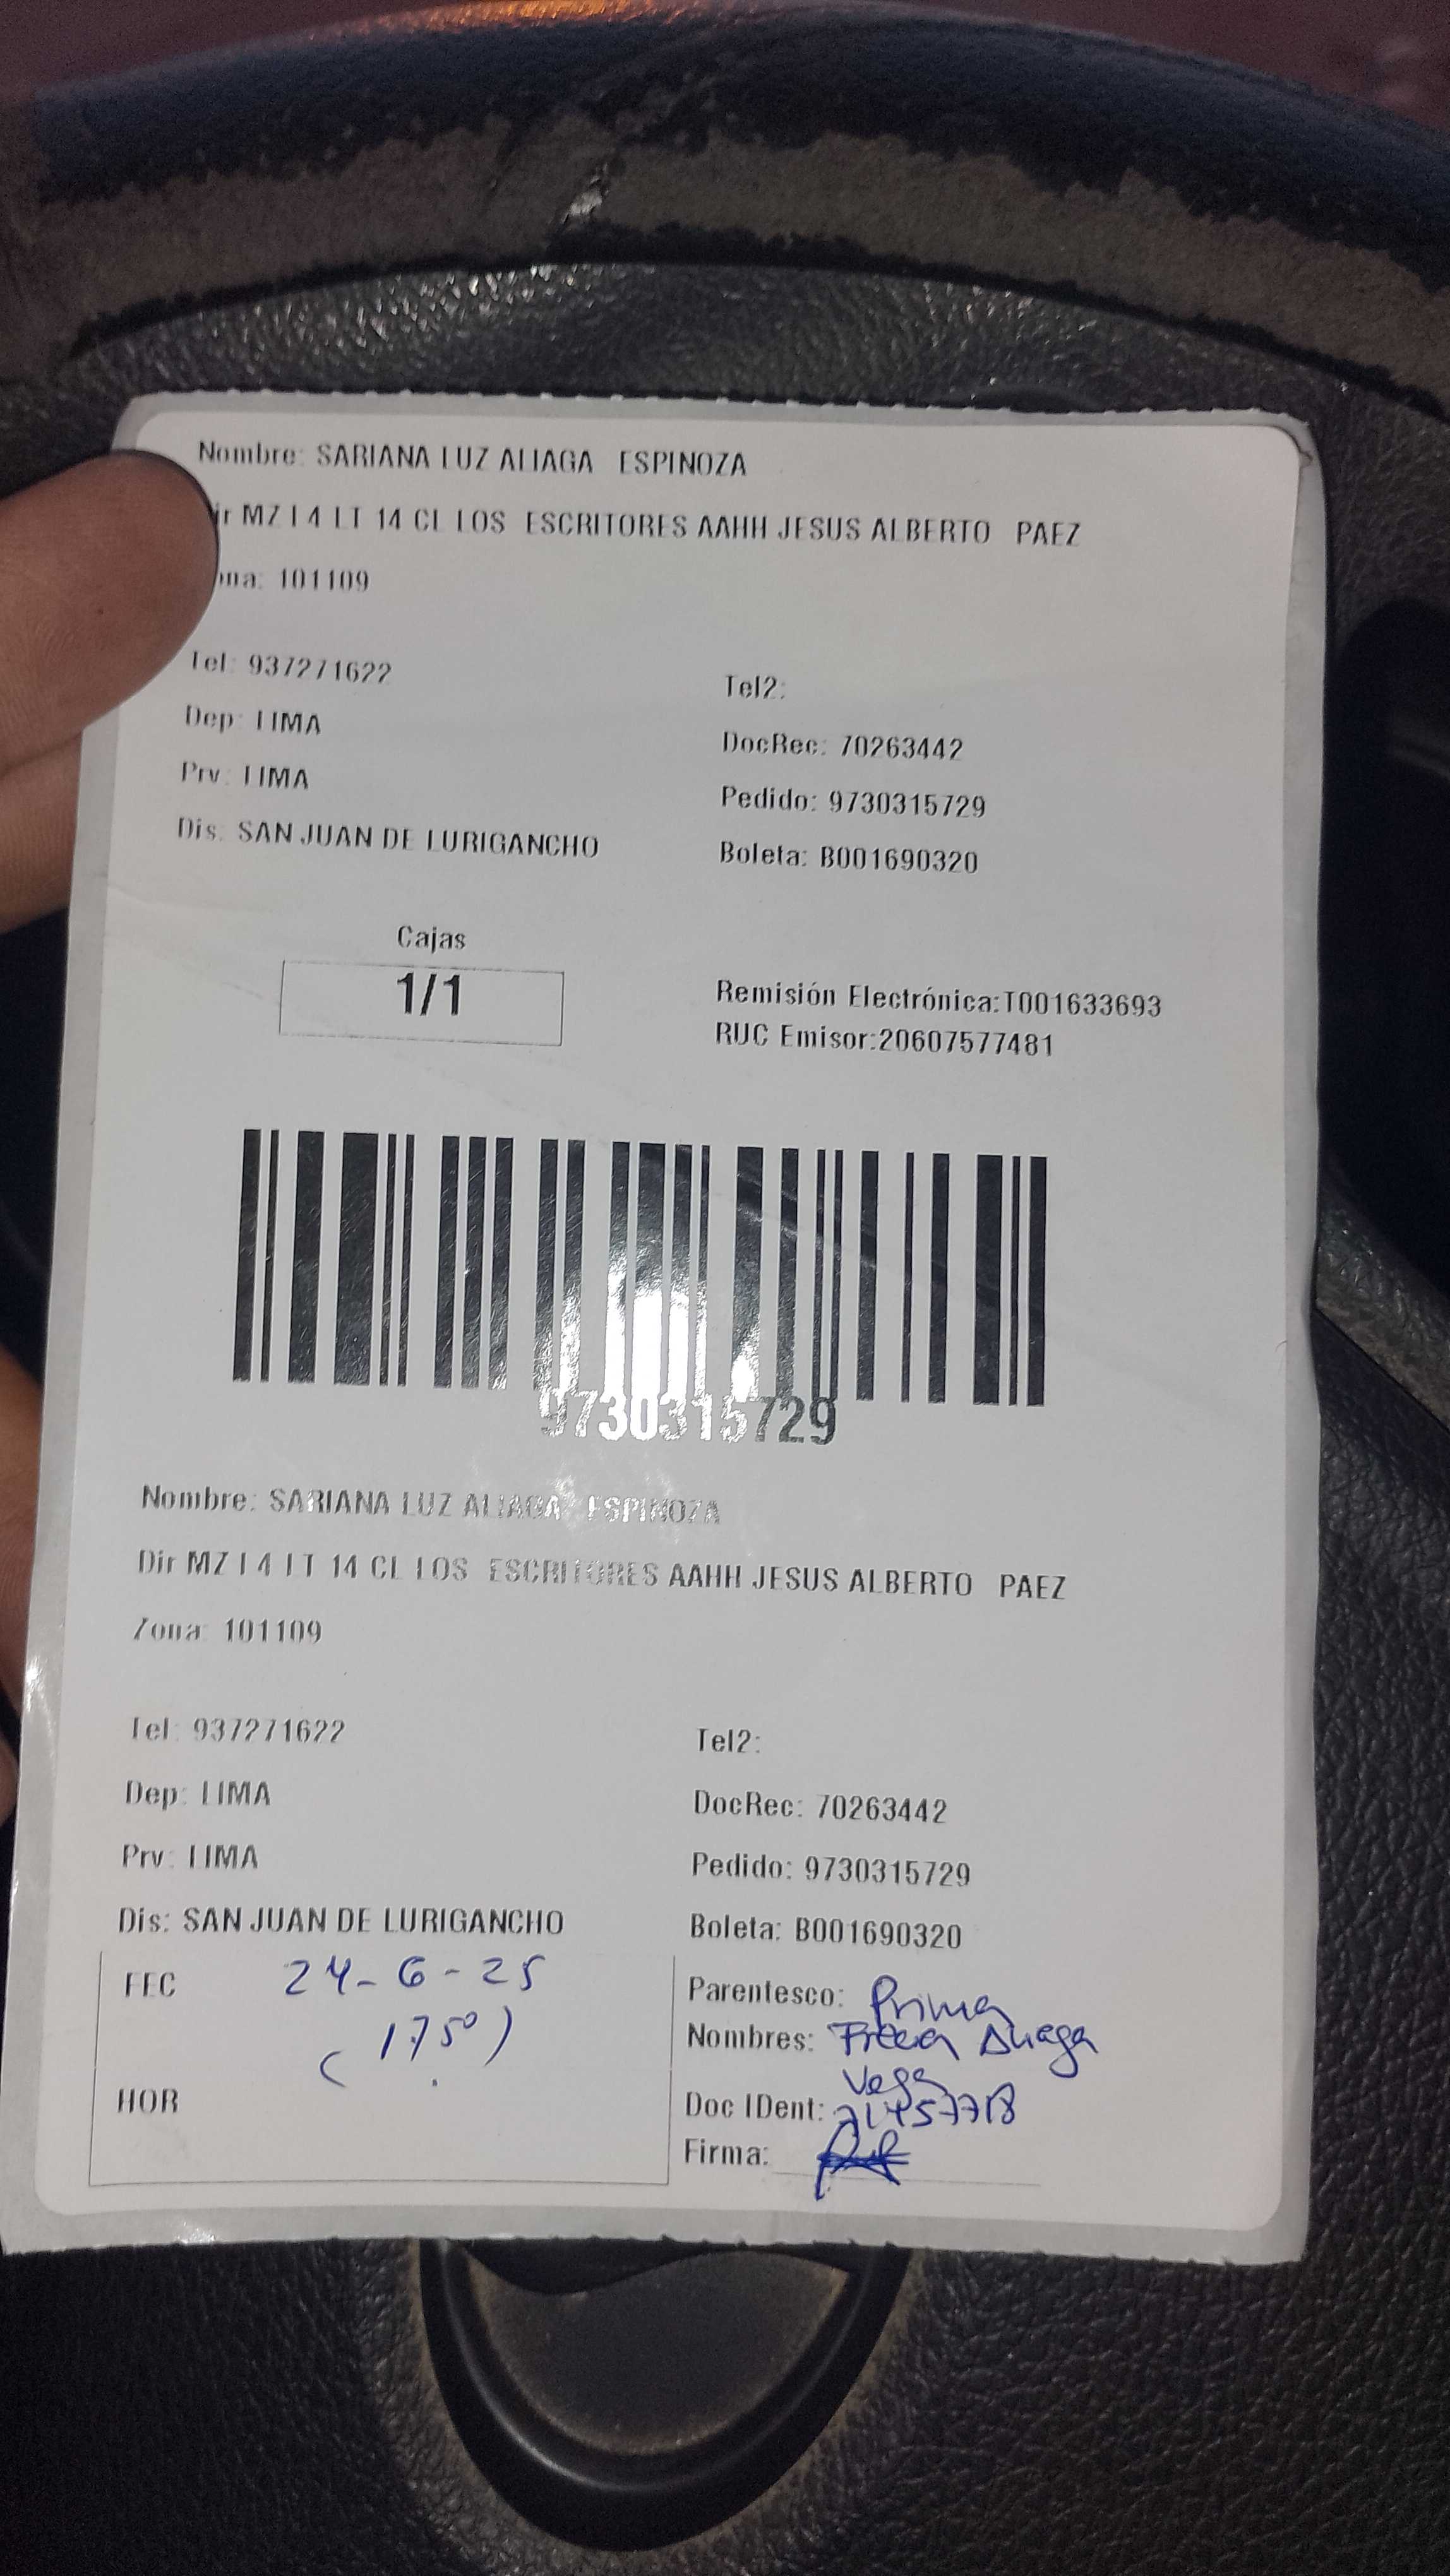 Nombre: SARIANA LUZ ALIAGA ESPINOZA
Dir MZ I 4 LT 14 CL LOS ESCRITORES AAHH JESUS ALBERTO PAEZ
ona: 101109
Tel: 937271622
Tel2:
Dep: LIMA
DocRec: 70263442
Prv: LIMA
Pedido: 9730315729
Dis: SAN JUAN DE LURIGANCHO
Boleta: B001690320
Cajas
1/1
Remisión Electrónica:T001633693
RUC Emisor:20607577481
9730315729
Nombre: SARIANA LUZ ALIAGA ESPINOZA
Dir MZ I 4 LT 14 CL LOS ESCRITORES AAHH JESUS ALBERTO PAEZ
Zona: 101109
Tel: 937271622
Tel2:
Dep: LIMA
DocRec: 70263442
Prv: LIMA
Pedido: 9730315729
Dis: SAN JUAN DE LURIGANCHO
Boleta: B001690320
FEC 24-6-25
(1750)
HOR
Parentesco: Prima
Nombres: Aliaga
Vega
Doc IDent:
Firma: